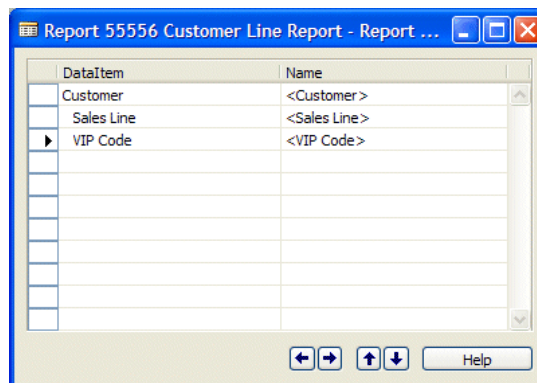 Report 55556 Customer Line Report - Report ...
DataItem Name
Customer <Customer>
Sales Line <Sales Line>
VIP Code <VIP Code>
Help